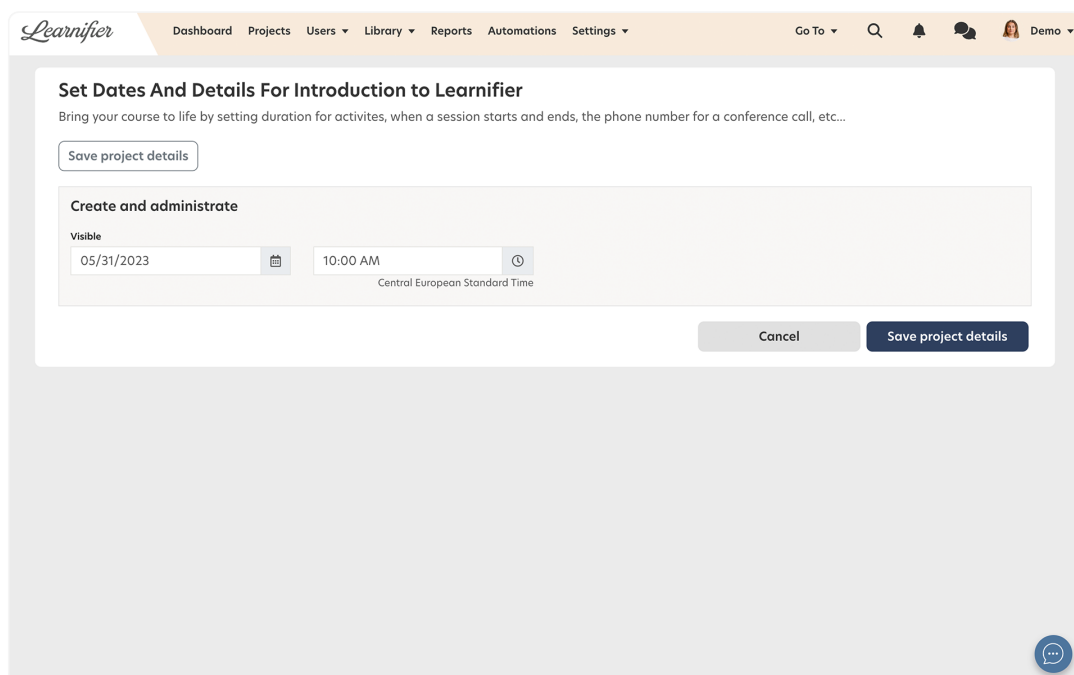 Learnifier Dashboard Projects Users Library Reports Automations Settings Go To Demo
Set Dates And Details For Introduction to Learnifier
Bring your course to life by setting duration for activites, when a session starts and ends, the phone number for a conference call, etc...
Save project details
Create and administrate
Visible
05/31/2023 10:00 AM
Central European Standard Time
Cancel Save project details